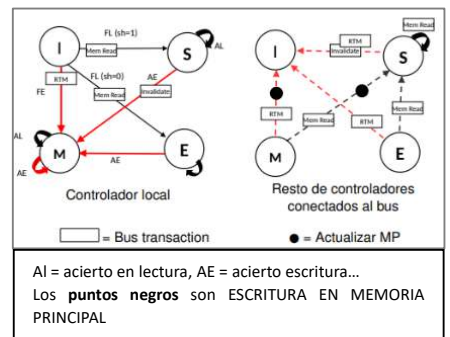 FL (sh=1)
I
Mem Read
S
AL
RTM
FL (sh=0)
AE
FE
Mem Read
Invalidate
AL
M
AE
E
AE
Controlador local
Mem Read
RTM
I
Invalidate
S
Mem Read
Mem Read
RTM
RTM
M
E
Resto de controladores
conectados al bus
= Bus transaction
= Actualizar MP
Al = acierto en lectura, AE = acierto escritura...
Los puntos negros son ESCRITURA EN MEMORIA
PRINCIPAL